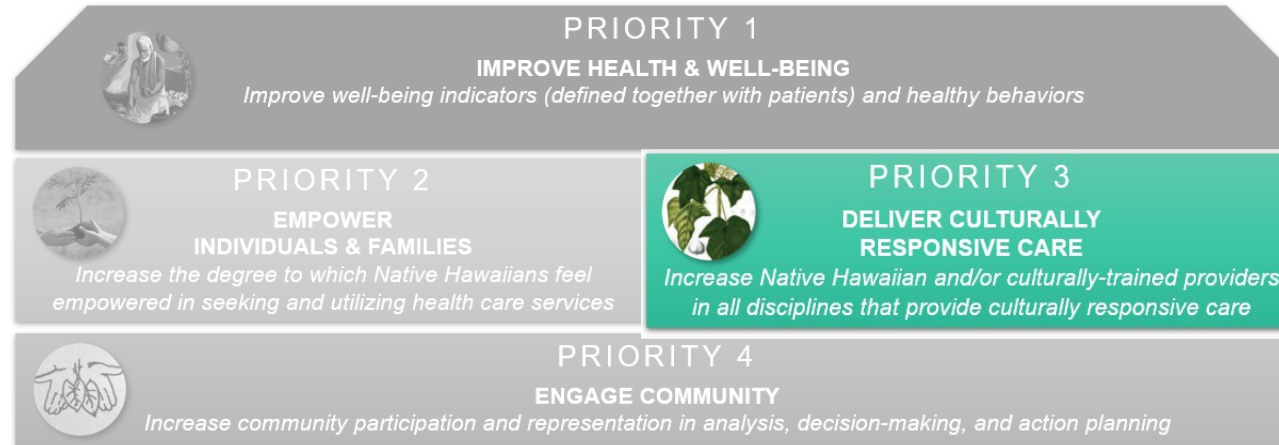 PRIORITY 1
IMPROVE HEALTH & WELL-BEING
Improve well-being indicators (defined together with patients) and healthy behaviors
PRIORITY 2
EMPOWER
INDIVIDUALS & FAMILIES
Increase the degree to which Native Hawaiians feel
empowered in seeking and utilizing health care services
PRIORITY 3
DELIVER CULTURALLY
RESPONSIVE CARE
Increase Native Hawaiian and/or culturally-trained providers
in all disciplines that provide culturally responsive care
PRIORITY 4
ENGAGE COMMUNITY
Increase community participation and representation in analysis, decision-making, and action planning